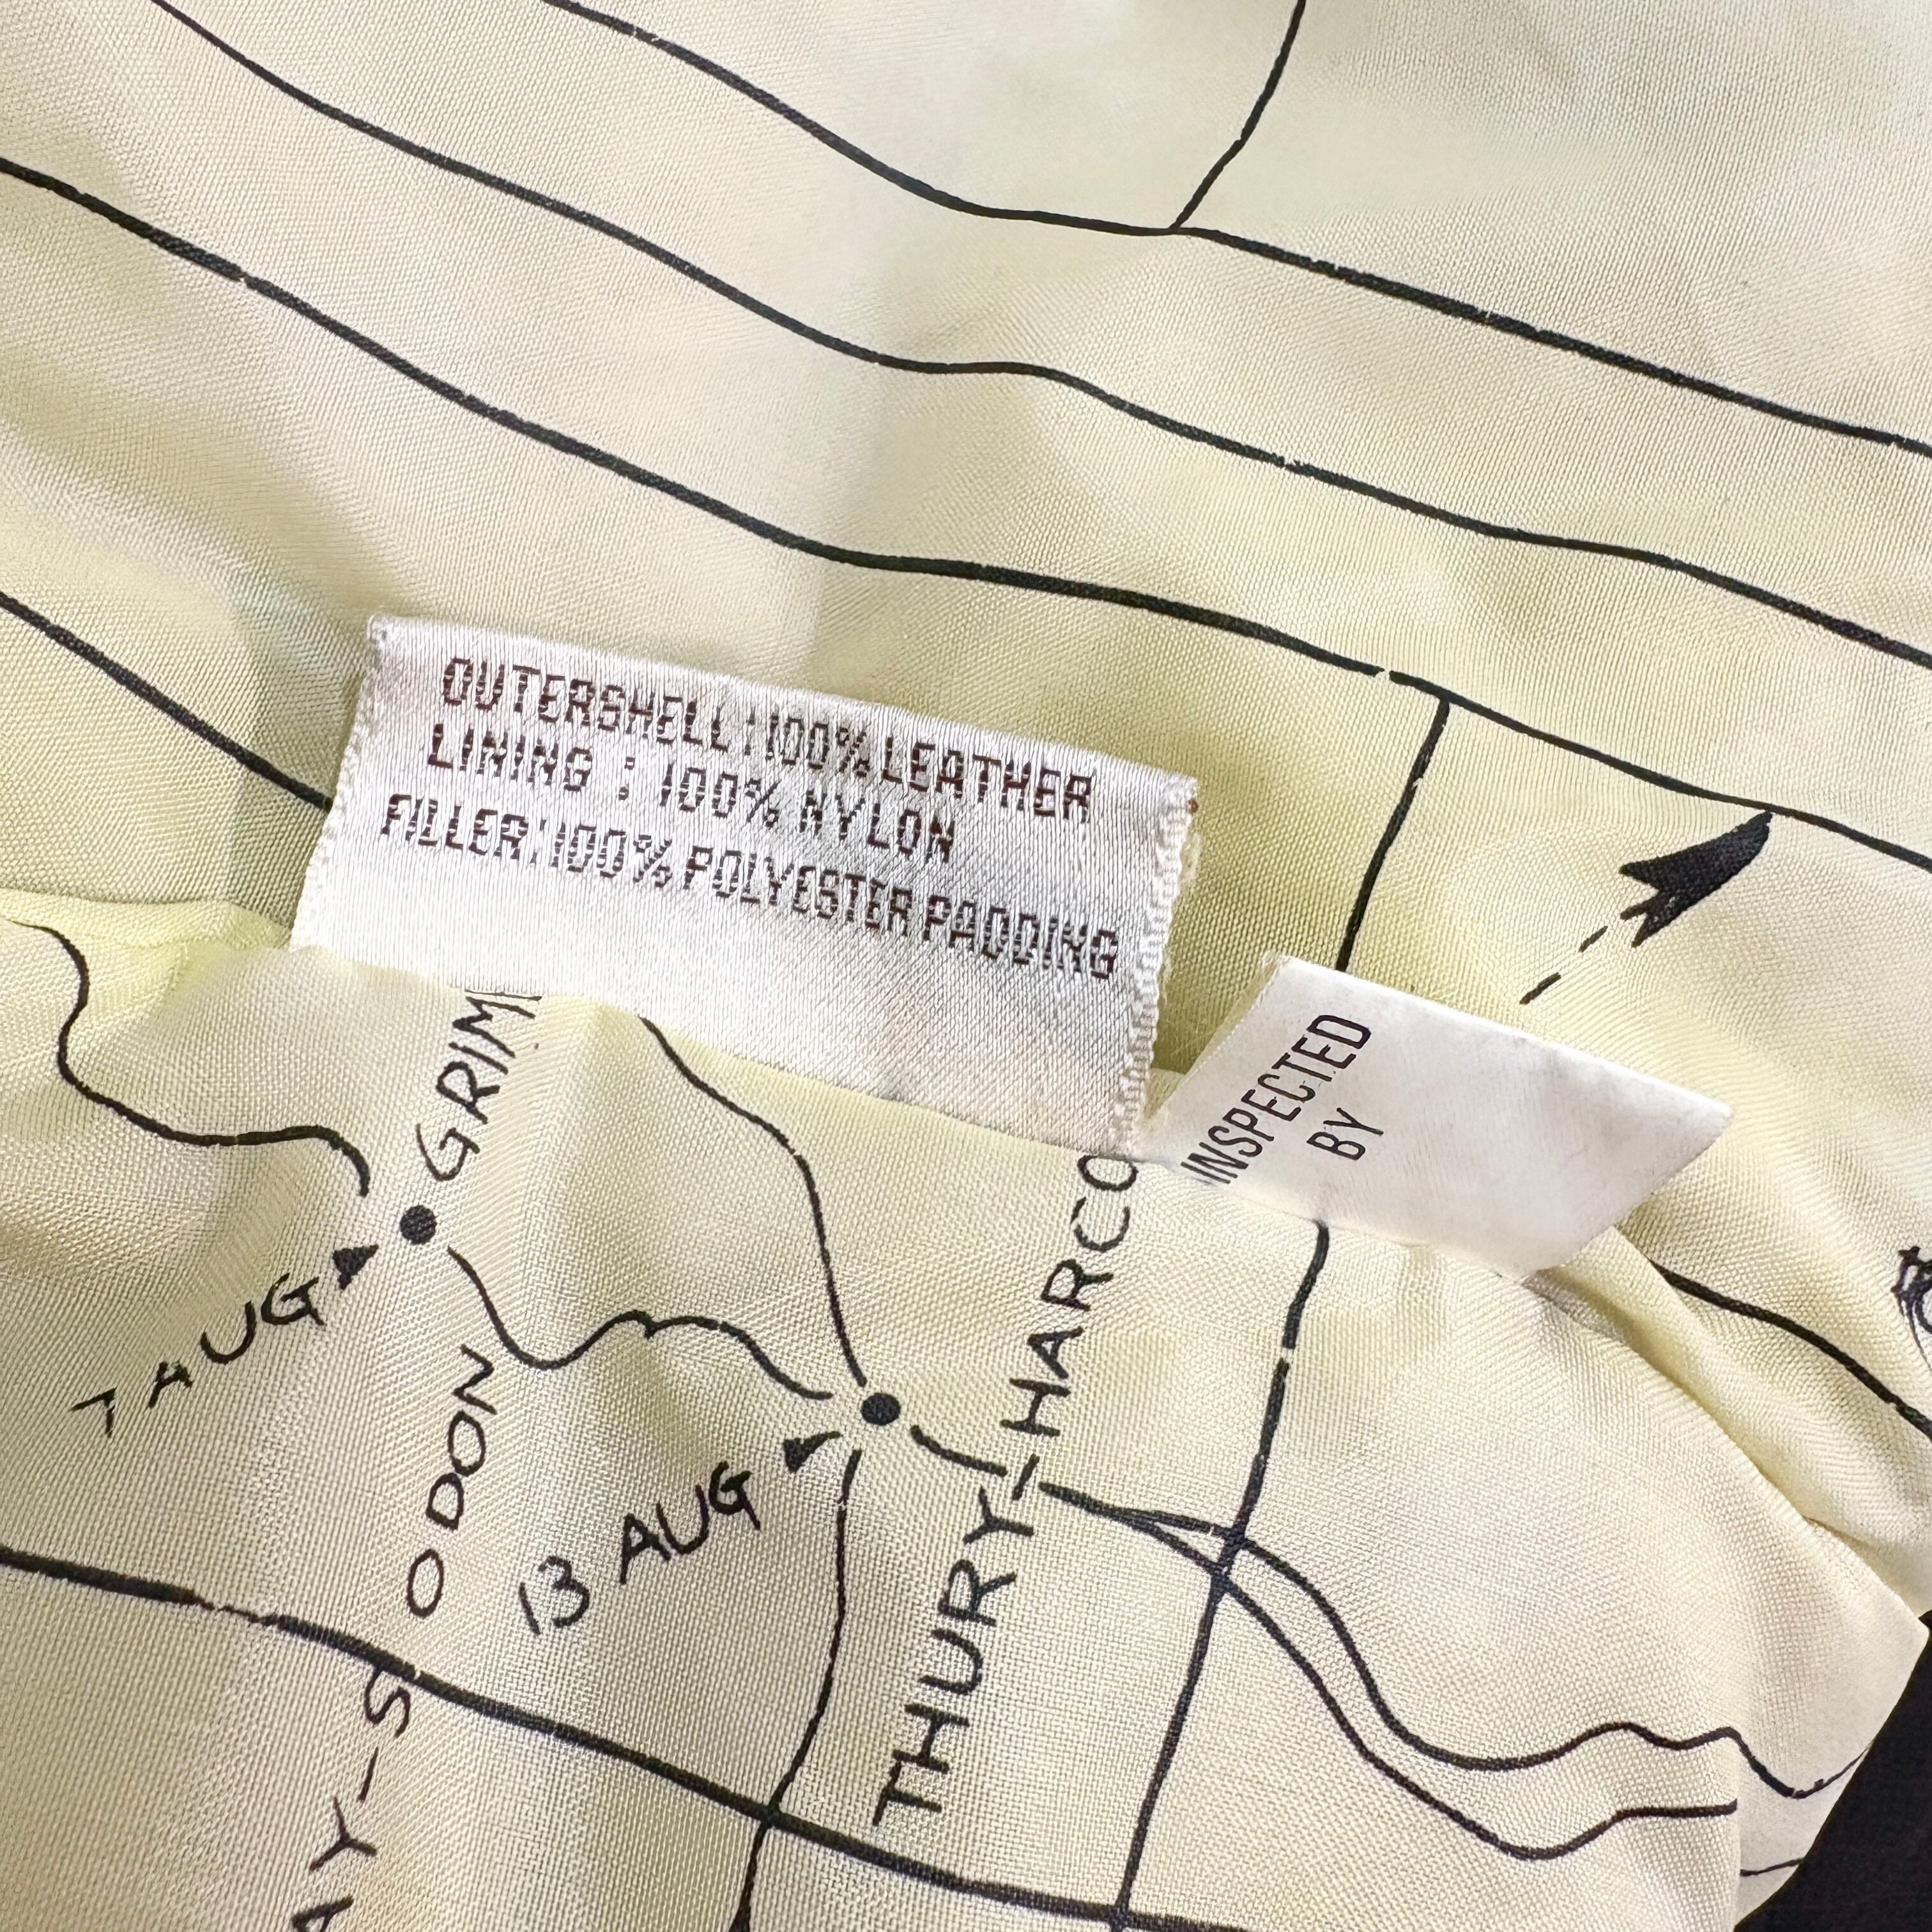 OUTERSHELL:100% LEATHER
LINING : 100% NYLON
FILLER:100% POLYESTER PADDING
INSPECTED
BY
GRIM
7 AUG
ODON
13 AUG
THURY-HARCO
AY-S